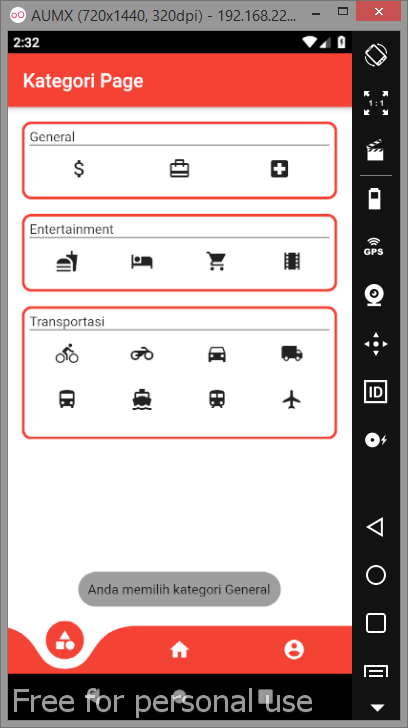 AUMX (720x1440, 320dpi) - 192.168.22...
2:32
Kategori Page
1:1
General
Entertainment
GPS
Transportasi
ID
Anda memilih kategori General
Free for personal use